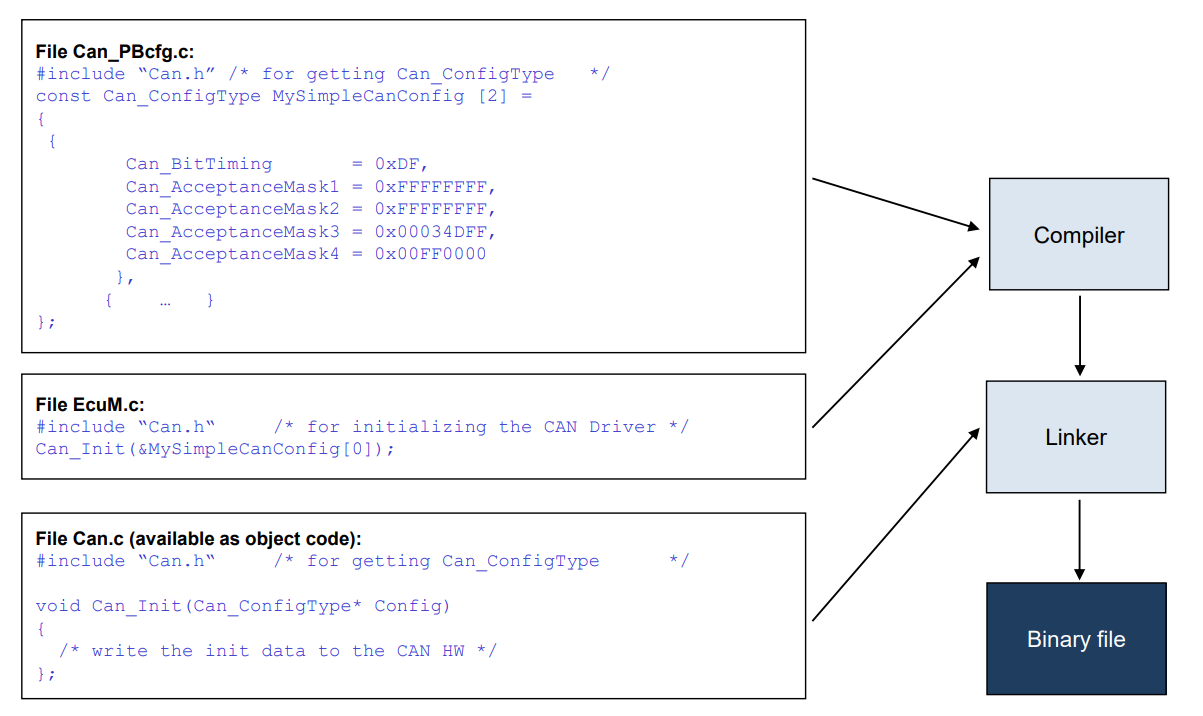 File Can_PBcfg.c:
#include “Can.h” /* for getting Can_ConfigType   */
const Can_ConfigType MySimpleCanConfig [2] =
{
 {
        Can_BitTiming       = 0xDF,
        Can_AcceptanceMask1 = 0xFFFFFFFF,
        Can_AcceptanceMask2 = 0xFFFFFFFF,
        Can_AcceptanceMask3 = 0x00034DFF,
        Can_AcceptanceMask4 = 0x00FF0000
       },
      {    …   }
};
File EcuM.c:
#include “Can.h“     /* for initializing the CAN Driver */
Can_Init(&MySimpleCanConfig[0]);
File Can.c (available as object code):
#include “Can.h“     /* for getting Can_ConfigType      */
void Can_Init(Can_ConfigType* Config)
{
  /* write the init data to the CAN HW */
};
Compiler
Linker
Binary file